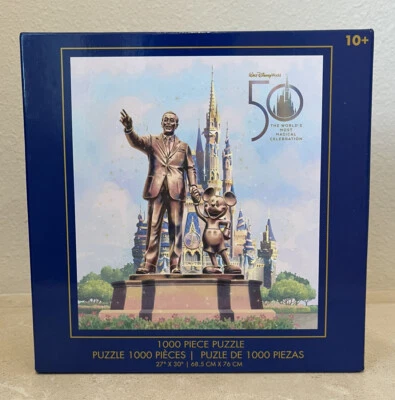 10+
Walt Disney World
50
THE WORLD'S
MOST
MAGICAL
CELEBRATION
1000 PIECE PUZZLE
PUZZLE 1000 PIÈCES | PUZLE DE 1000 PIEZAS
27" X 30" | 68.5 CM X 76 CM